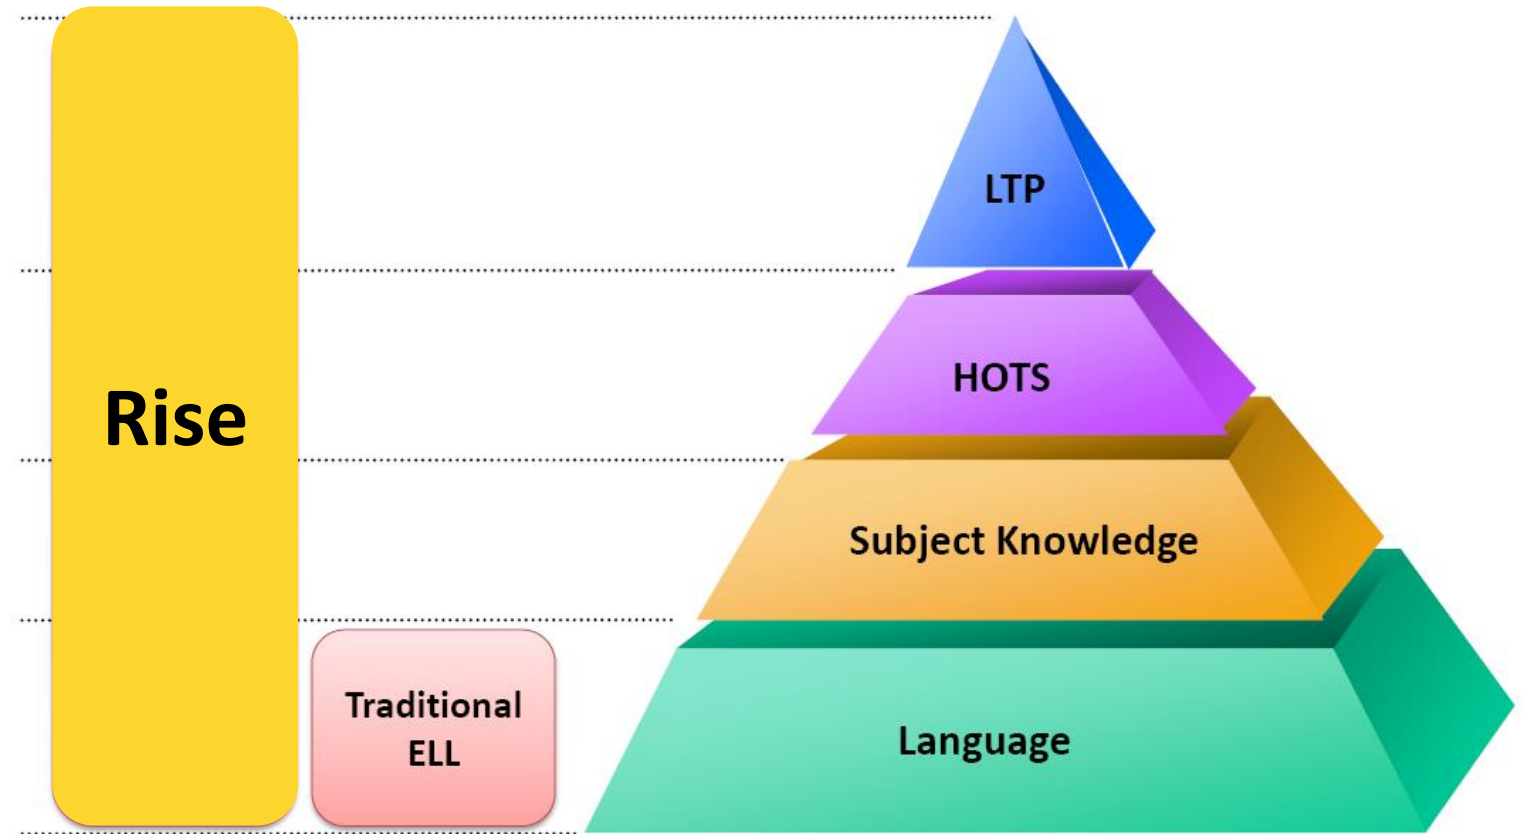 LTP
HOTS
Rise
Subject Knowledge
Traditional
ELL
Language